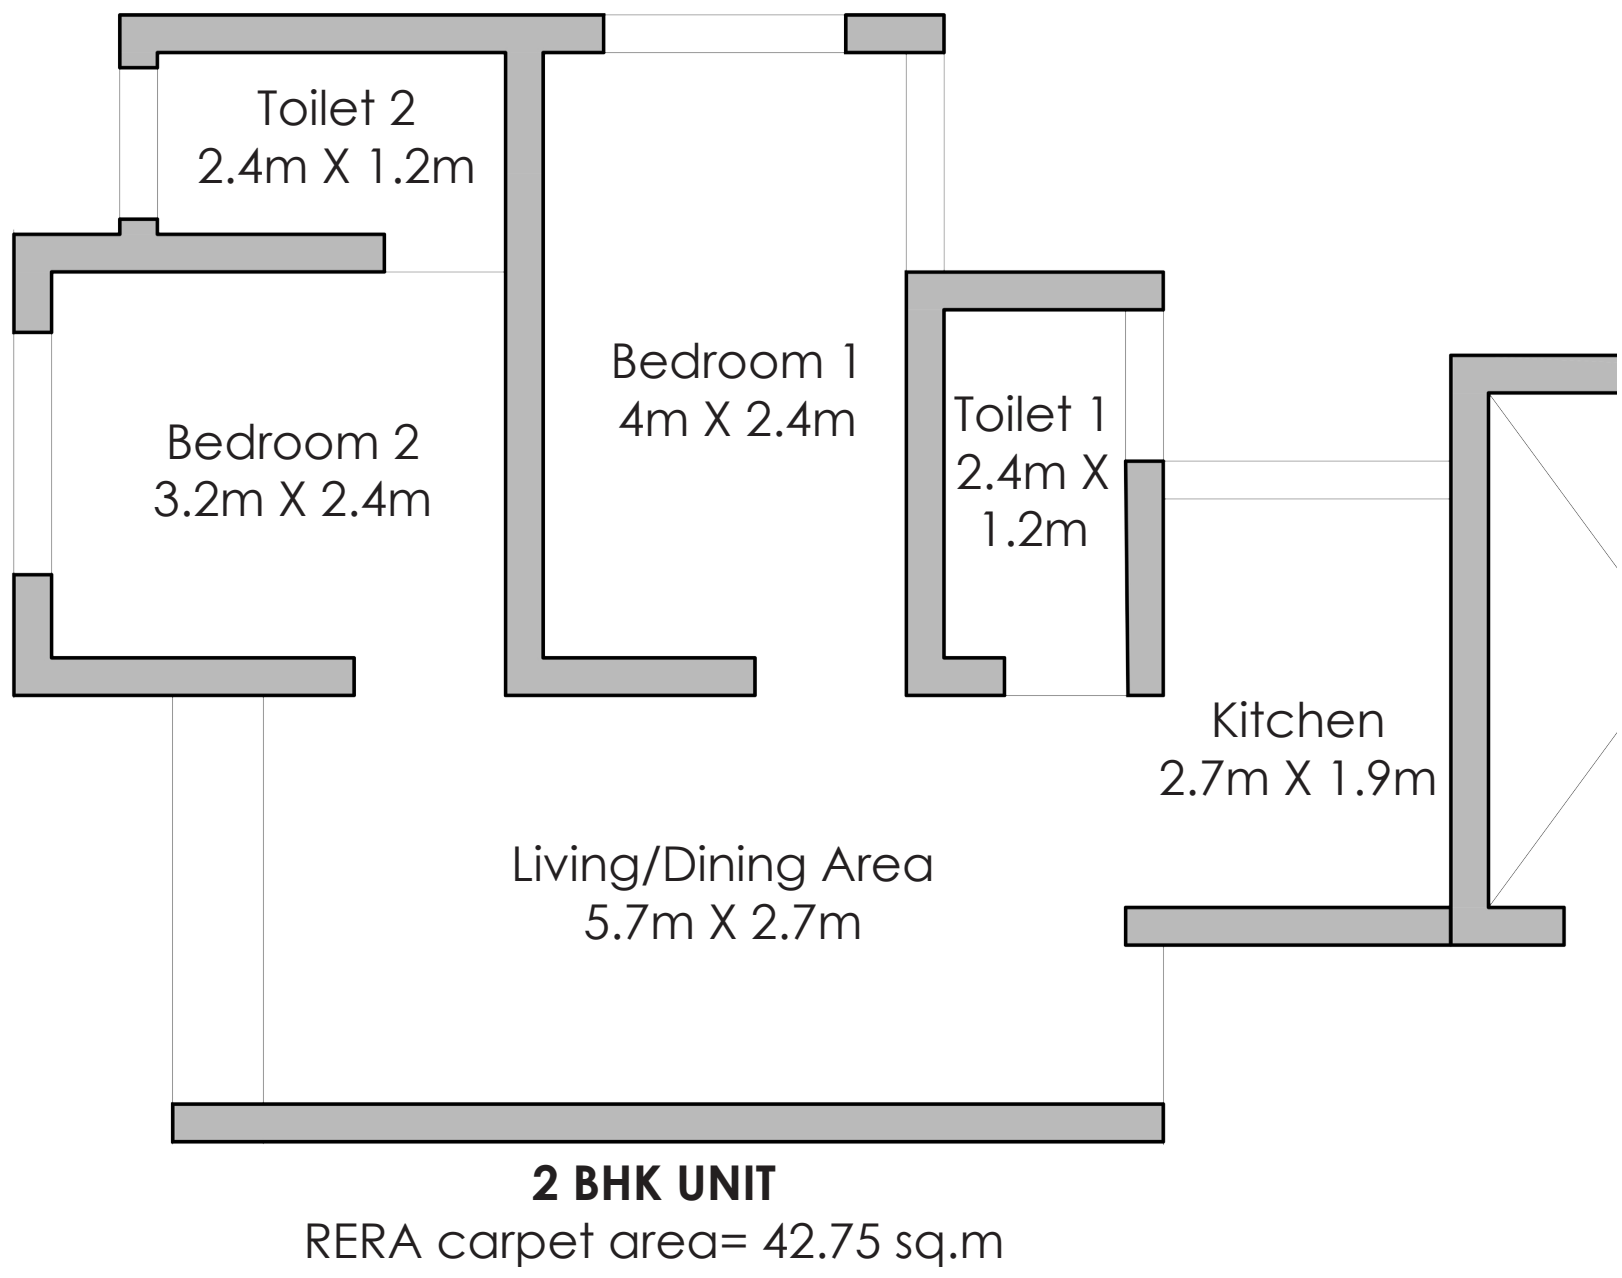 Toilet 2
2.4m X 1.2m
Bedroom 1
4m X 2.4m
Toilet 1
2.4m X
1.2m
Bedroom 2
3.2m X 2.4m
Kitchen
2.7m X 1.9m
Living/Dining Area
5.7m X 2.7m
2 BHK UNIT
RERA carpet area= 42.75 sq.m